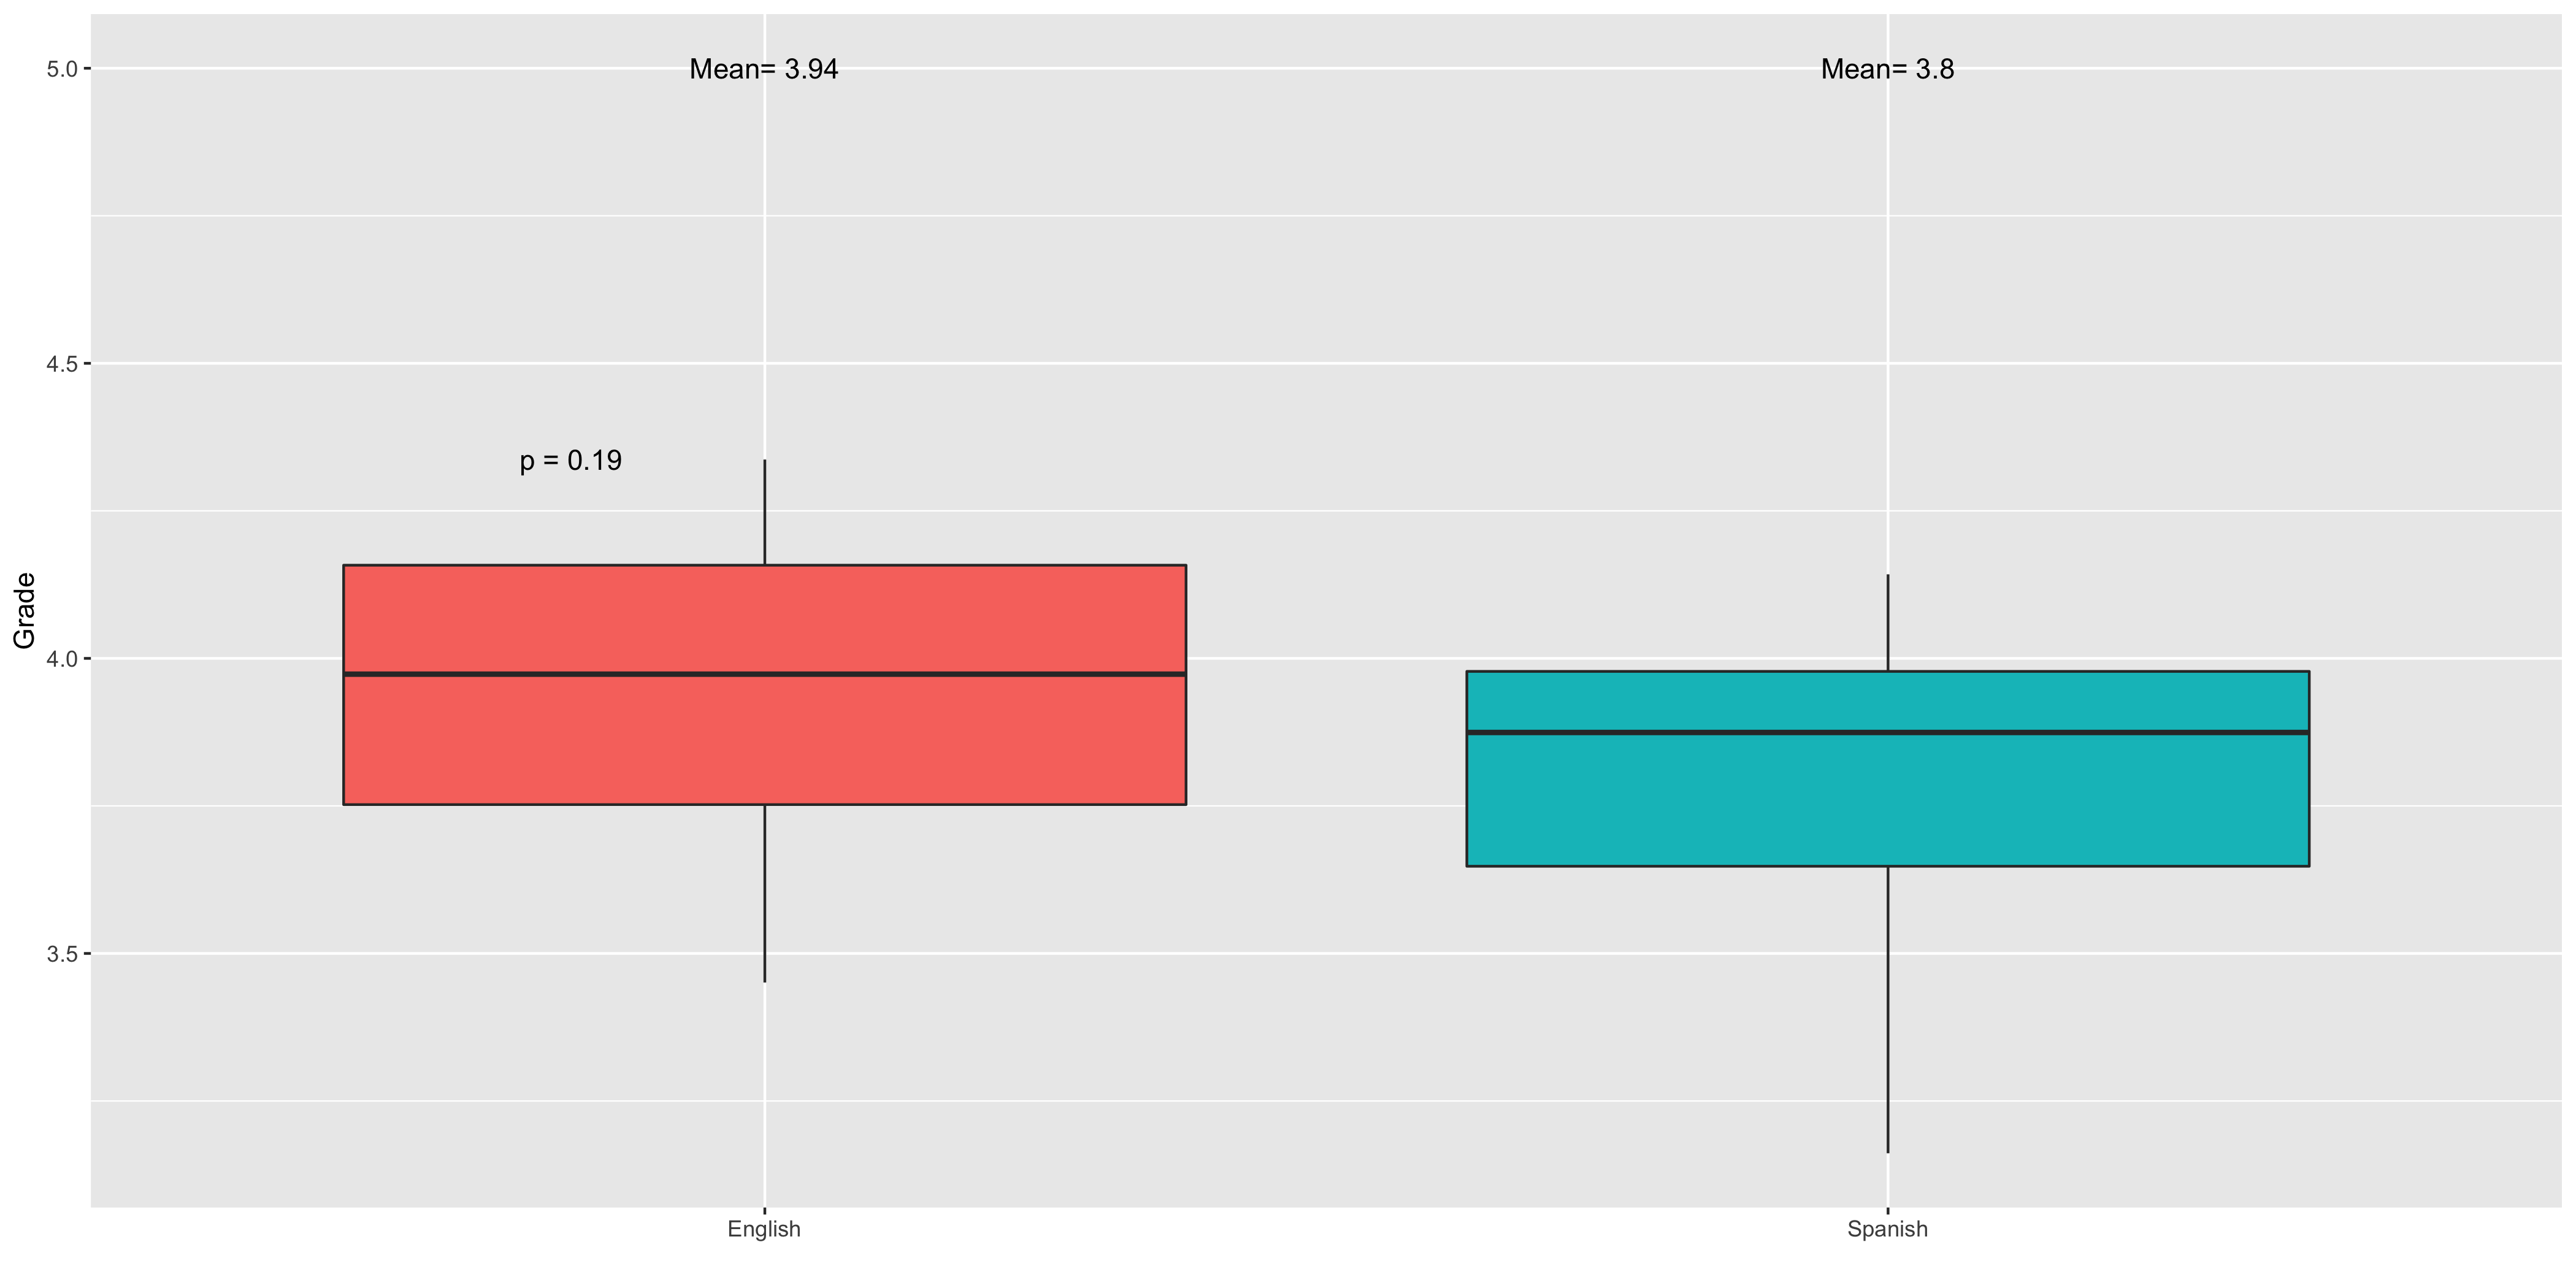 Mean= 3.94
Mean= 3.8
5.0
4.5
p = 0.19
Grade
4.0
3.5
English
Spanish